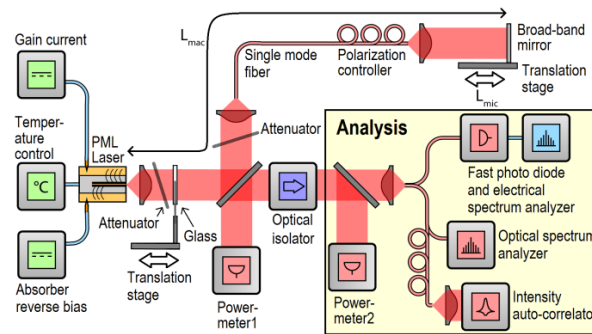 Gain current
L_mac
Single mode
fiber
Polarization
controller
Broad-band
mirror
Translation
stage
L_mic
Temperature
control
°C
PML
Laser
Attenuator
Attenuator
Glass
Translation
stage
Absorber
reverse bias
Power-
meter1
Optical
isolator
Analysis
Power-
meter2
Fast photo diode
and electrical
spectrum analyzer
Optical spectrum
analyzer
Intensity
auto-correlator